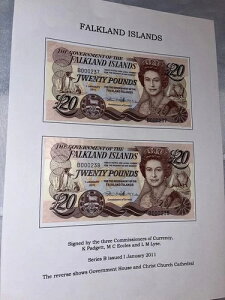 FALKLAND ISLANDS
THE GOVERNMENT OF THE
FALKLAND ISLANDS
D000237
TWENTY POUNDS
£20
THE GOVERNMENT OF THE
FALKLAND ISLANDS
D000238
TWENTY POUNDS
£20
Signed by the three Commissioners of Currency,
K Padgett, M C Eccles and L M Lyse.
Series B issued 1 January 2011
The reverse shows Government House and Christ Church Cathedral